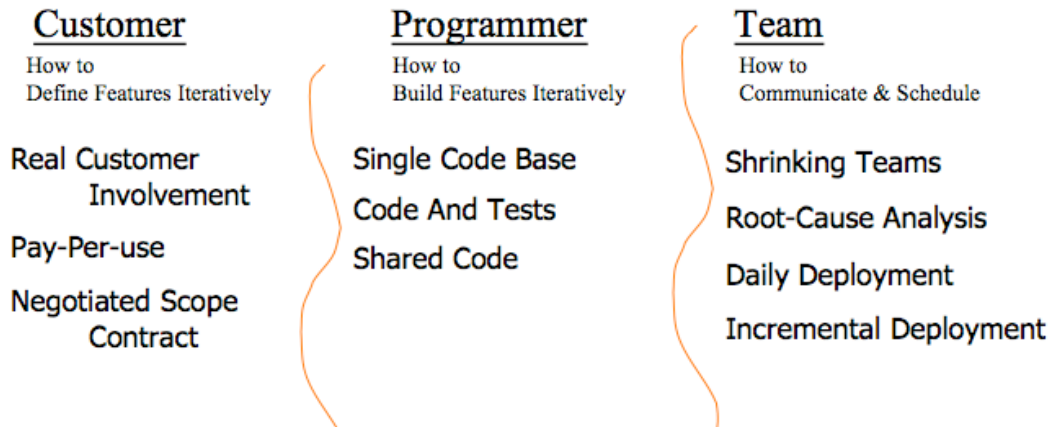 Customer
How to
Define Features Iteratively
Real Customer
Involvement
Pay-Per-use
Negotiated Scope
Contract
Programmer
How to
Build Features Iteratively
Single Code Base
Code And Tests
Shared Code
Team
How to
Communicate & Schedule
Shrinking Teams
Root-Cause Analysis
Daily Deployment
Incremental Deployment